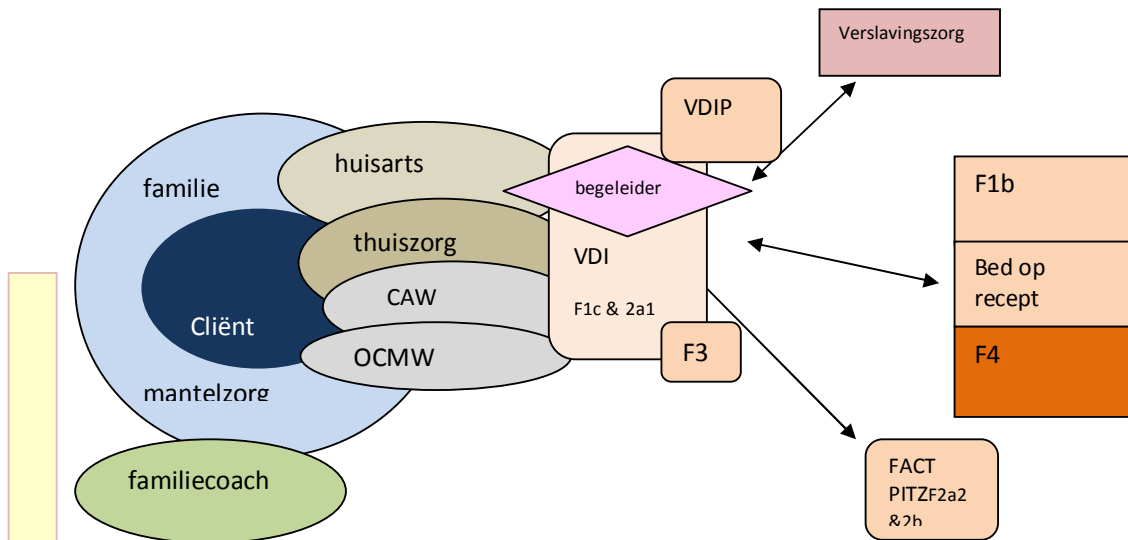 Verslavingszorg
VDIP
huisarts
familie
begeleider
F1b
thuiszorg
VDI
Bed op
recept
CAW
F1c & 2a1
Cliënt
OCMW
F3
F4
mantelzorg
familiecoach
FACT
PITZF2a2
&2b